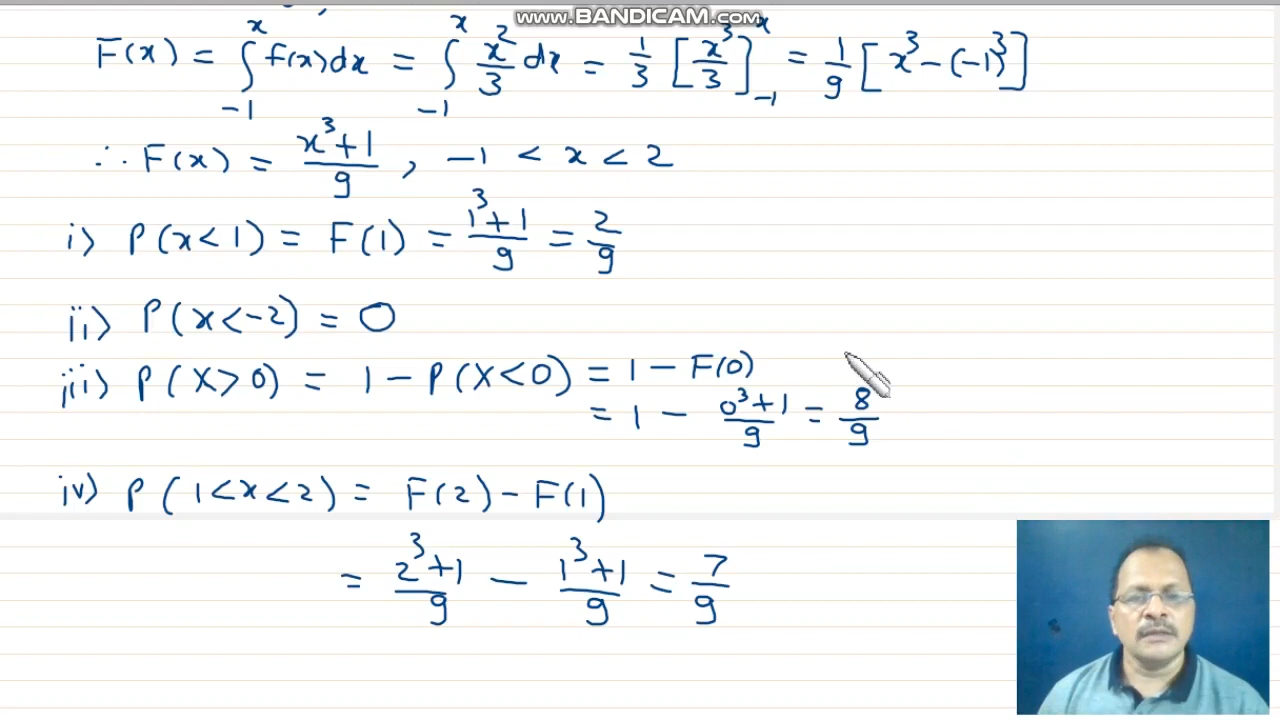 www.BANDICAM.com
F(x) = ∫_{-1}^{x} f(x) dx = ∫_{-1}^{x} x²/3 dx = 1/3 [x³/3]_{-1}^{x} = 1/9 [x³ - (-1)³]
∴ F(x) = (x³+1)/9 , -1 < x < 2
i) P(x<1) = F(1) = (1³+1)/9 = 2/9
ii) P(x<-2) = 0
iii) P(X>0) = 1 - P(X<0) = 1 - F(0)
= 1 - (0³+1)/9 = 8/9
iv) P(1<x<2) = F(2) - F(1)
= (2³+1)/9 - (1³+1)/9 = 7/9